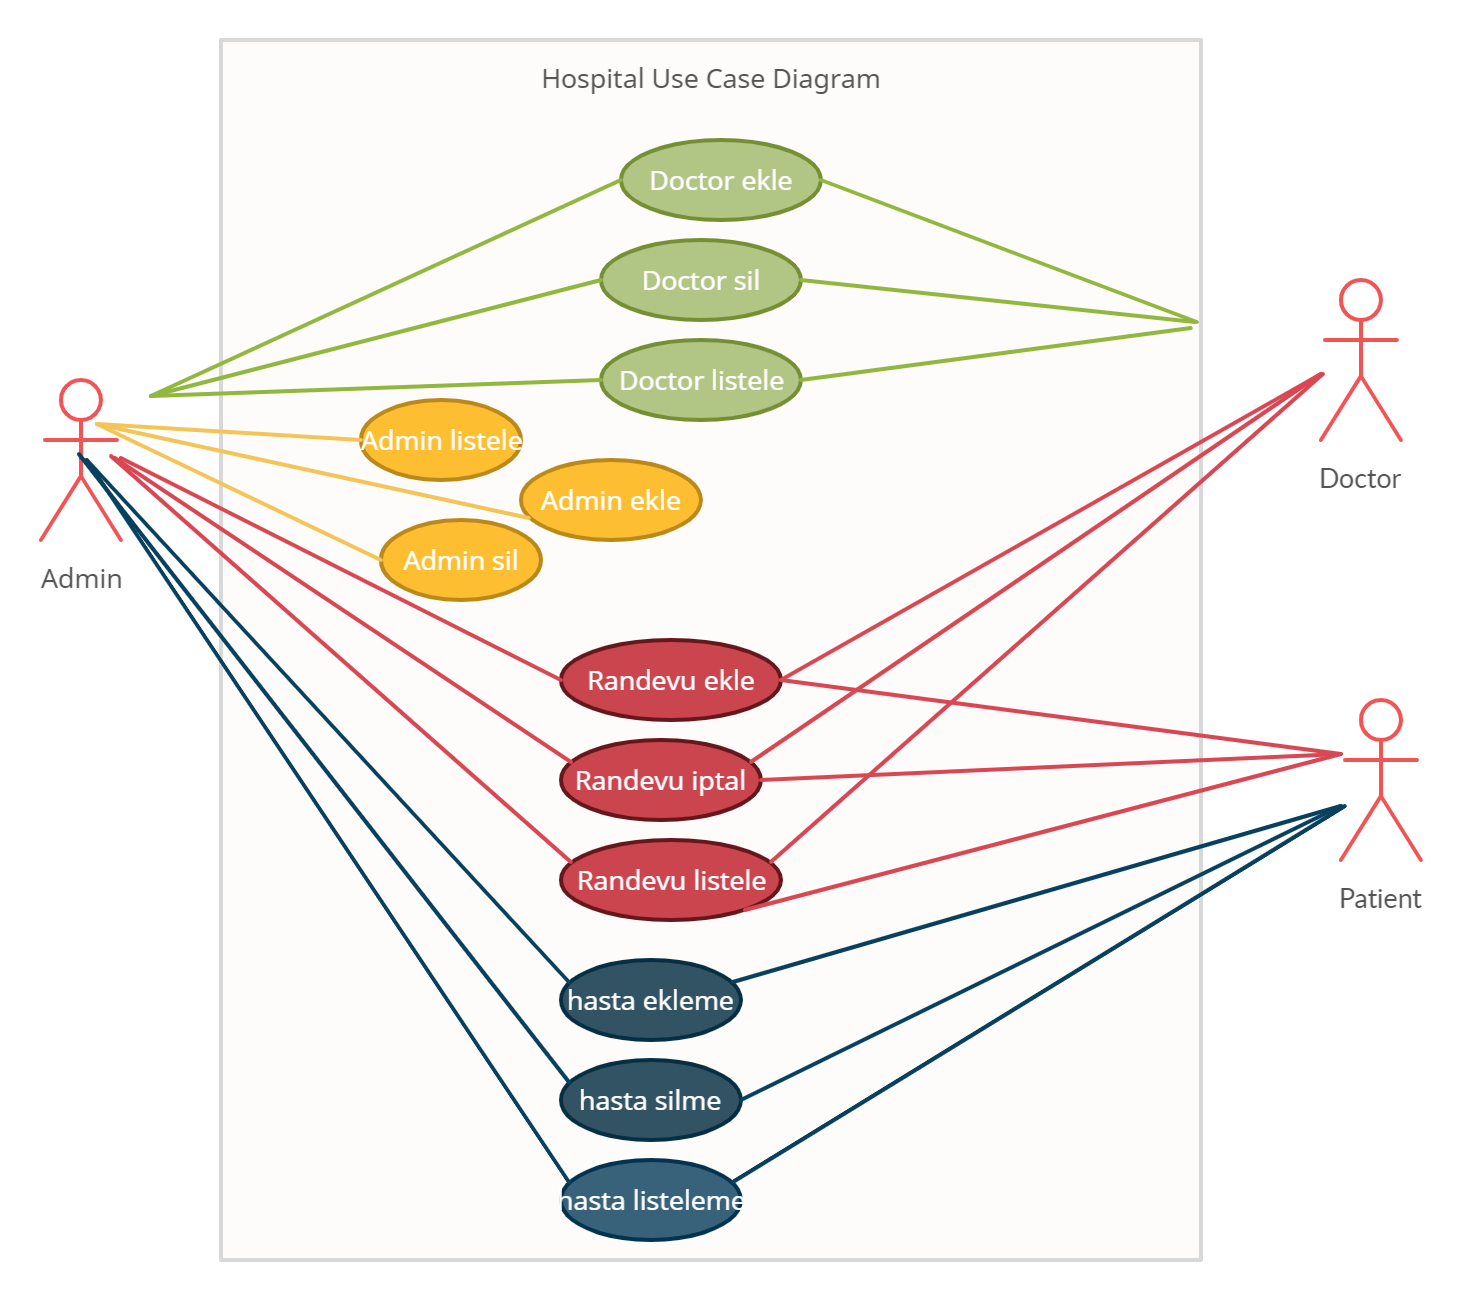 Hospital Use Case Diagram
Doctor ekle
Doctor sil
Doctor listele
Admin listele
Admin ekle
Admin sil
Admin
Doctor
Randevu ekle
Randevu iptal
Randevu listele
Patient
hasta ekleme
hasta silme
hasta listeleme